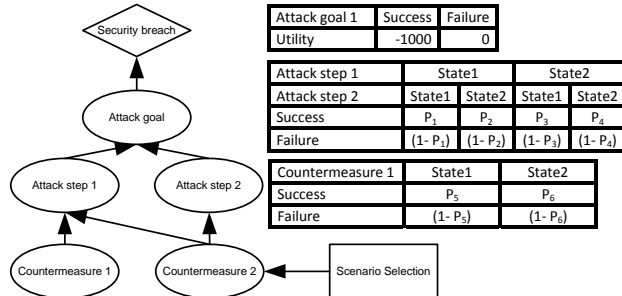 Security breach
Attack goal
Attack step 1
Attack step 2
Countermeasure 1
Countermeasure 2
Scenario Selection
Attack goal 1 Success Failure
Utility -1000 0
Attack step 1 State1 State2
Attack step 2 State1 State2 State1 State2
Success P₁ P₂ P₃ P₄
Failure (1- P₁) (1- P₂) (1- P₃) (1- P₄)
Countermeasure 1 State1 State2
Success P₅ P₆
Failure (1- P₅) (1- P₆)